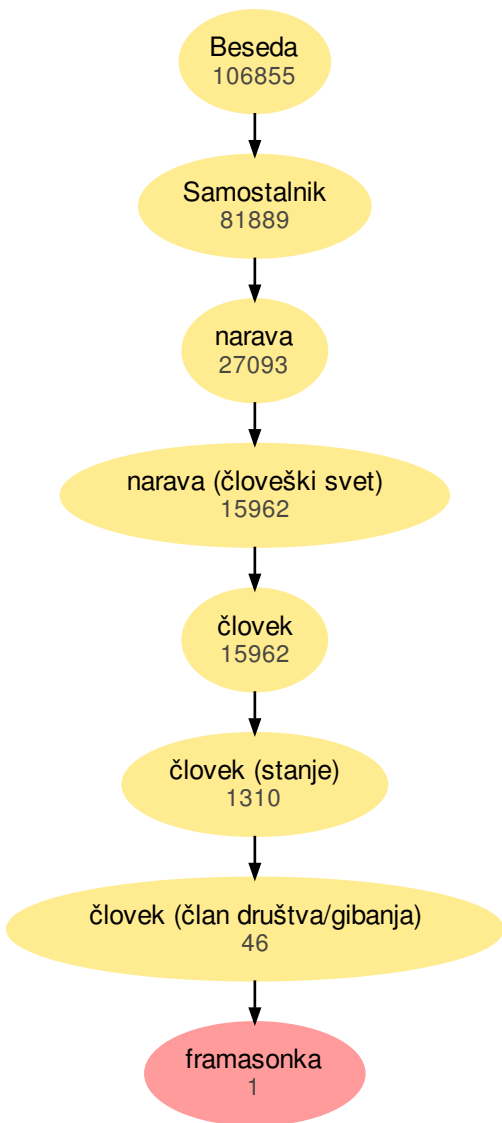 Beseda
106855
Samostalnik
81889
narava
27093
narava (človeški svet)
15962
človek
15962
človek (stanje)
1310
človek (član društva/gibanja)
46
framasonka
1